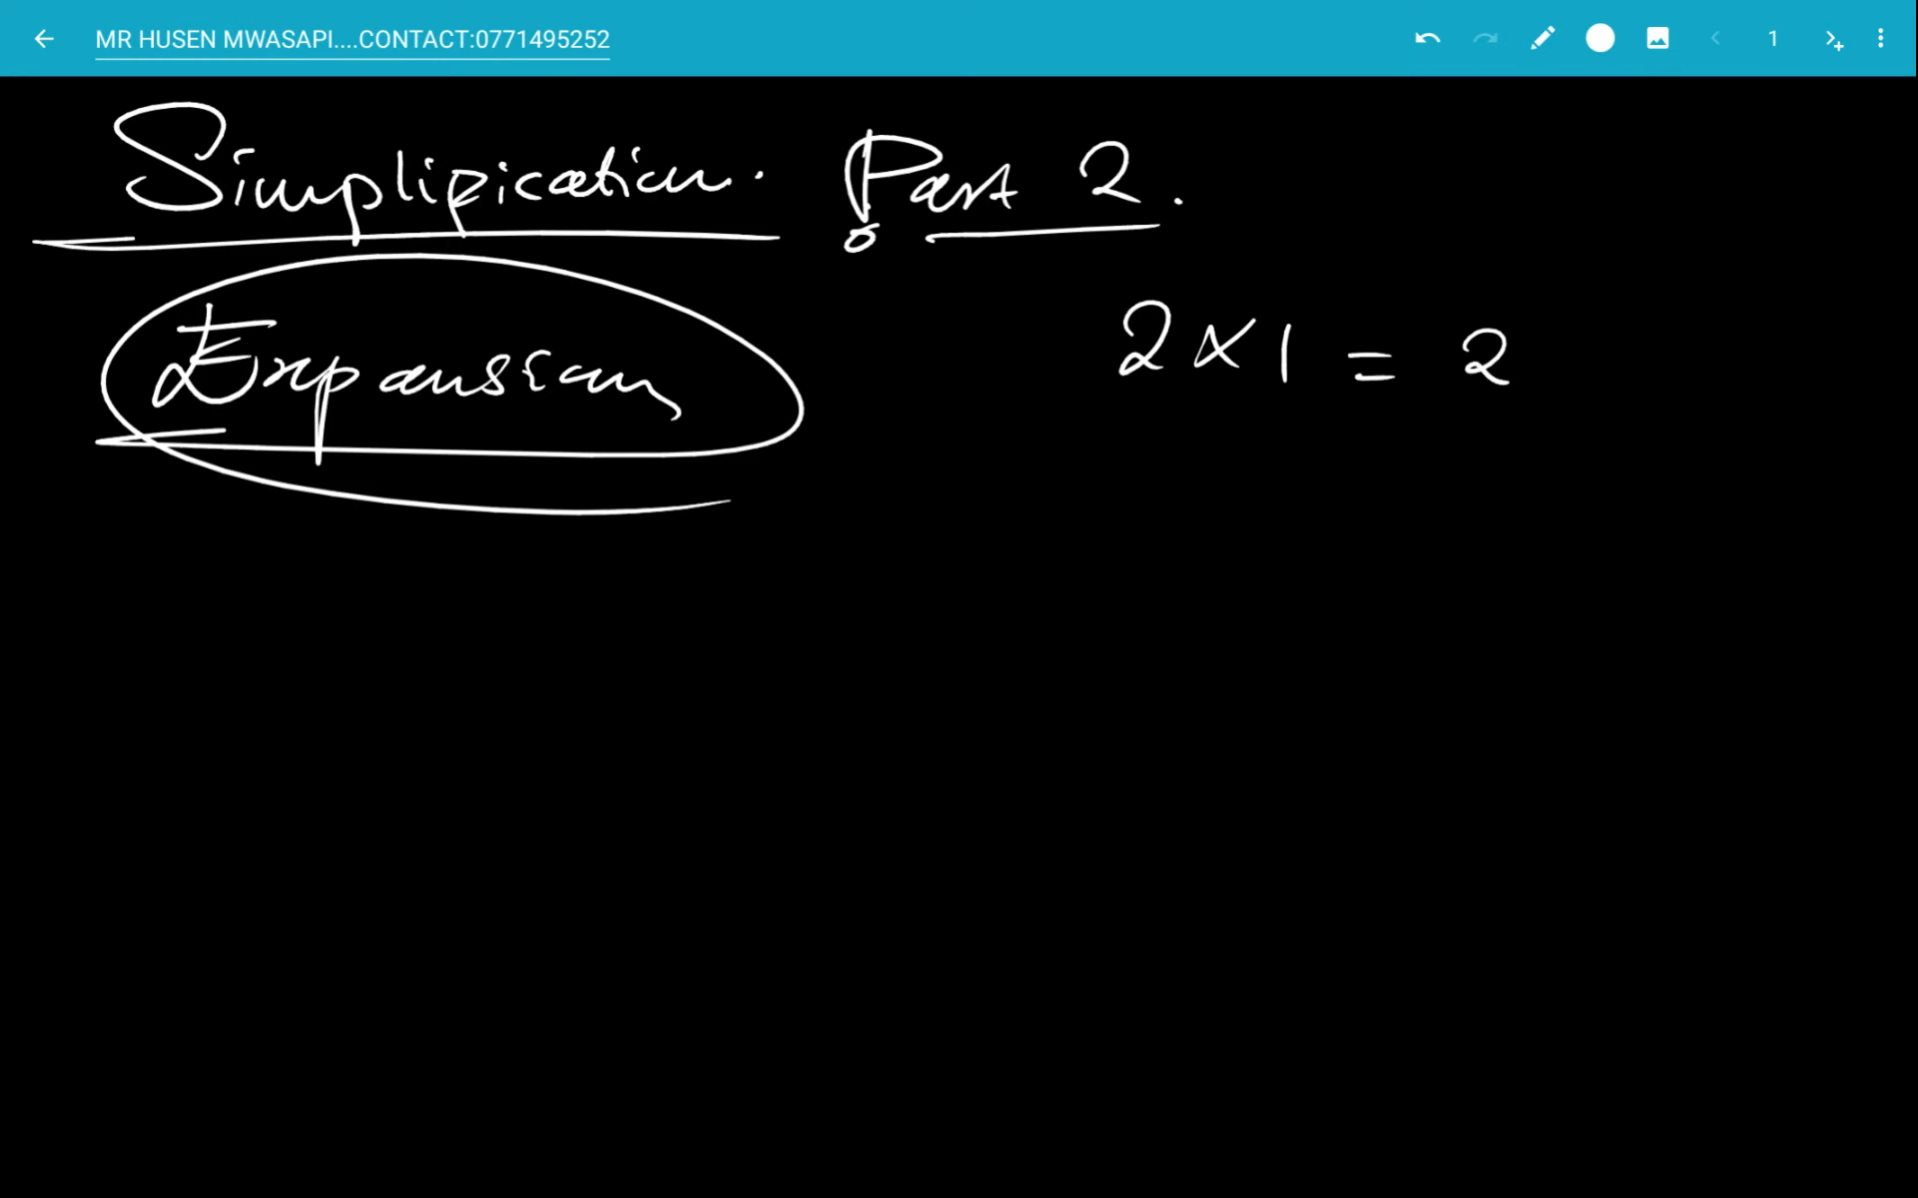 MR HUSEN MWASAPI....CONTACT:0771495252
1
Simplification. Part 2.
Expansion
2 × 1 = 2